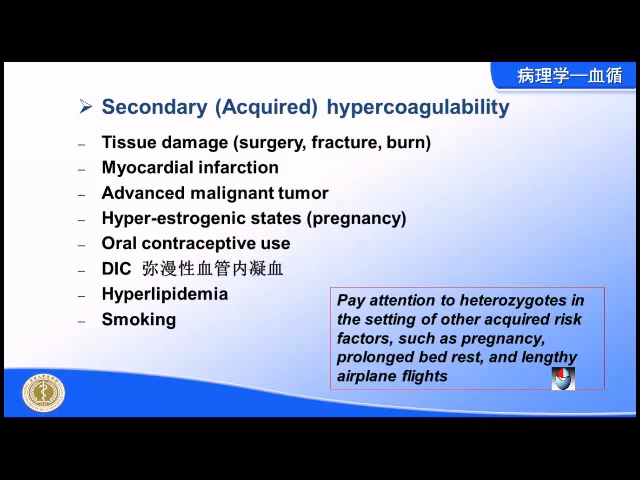 病理学—血循
Secondary (Acquired) hypercoagulability
– Tissue damage (surgery, fracture, burn)
– Myocardial infarction
– Advanced malignant tumor
– Hyper-estrogenic states (pregnancy)
– Oral contraceptive use
– DIC 弥漫性血管内凝血
– Hyperlipidemia
– Smoking
Pay attention to heterozygotes in
the setting of other acquired risk
factors, such as pregnancy,
prolonged bed rest, and lengthy
airplane flights